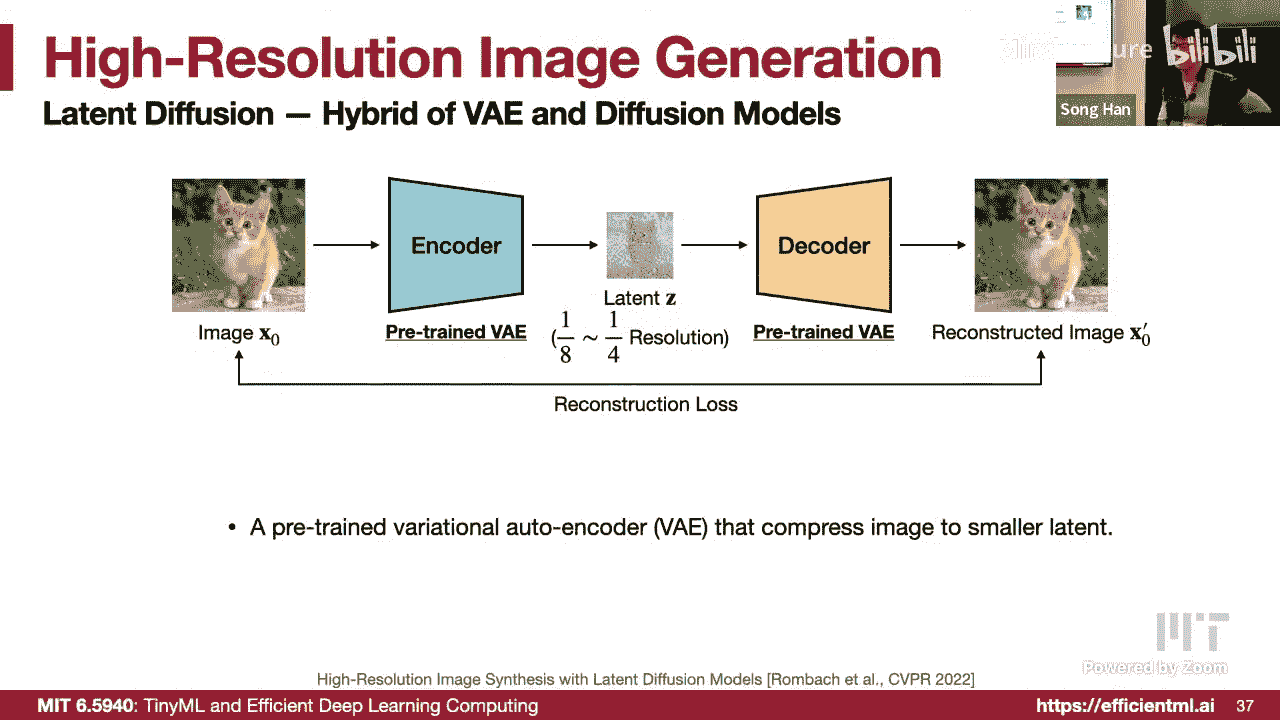 High-Resolution Image Generation
Latent Diffusion — Hybrid of VAE and Diffusion Models
bilibili
Song Han
Encoder
Decoder
Latent z
Image x₀
Pre-trained VAE
(1/8 ~ 1/4 Resolution)
Pre-trained VAE
Reconstructed Image x′₀
Reconstruction Loss
• A pre-trained variational auto-encoder (VAE) that compress image to smaller latent.
MIT
Powered by Zoom
High-Resolution Image Synthesis with Latent Diffusion Models [Rombach et al., CVPR 2022]
MIT 6.5940: TinyML and Efficient Deep Learning Computing
https://efficientml.ai
37